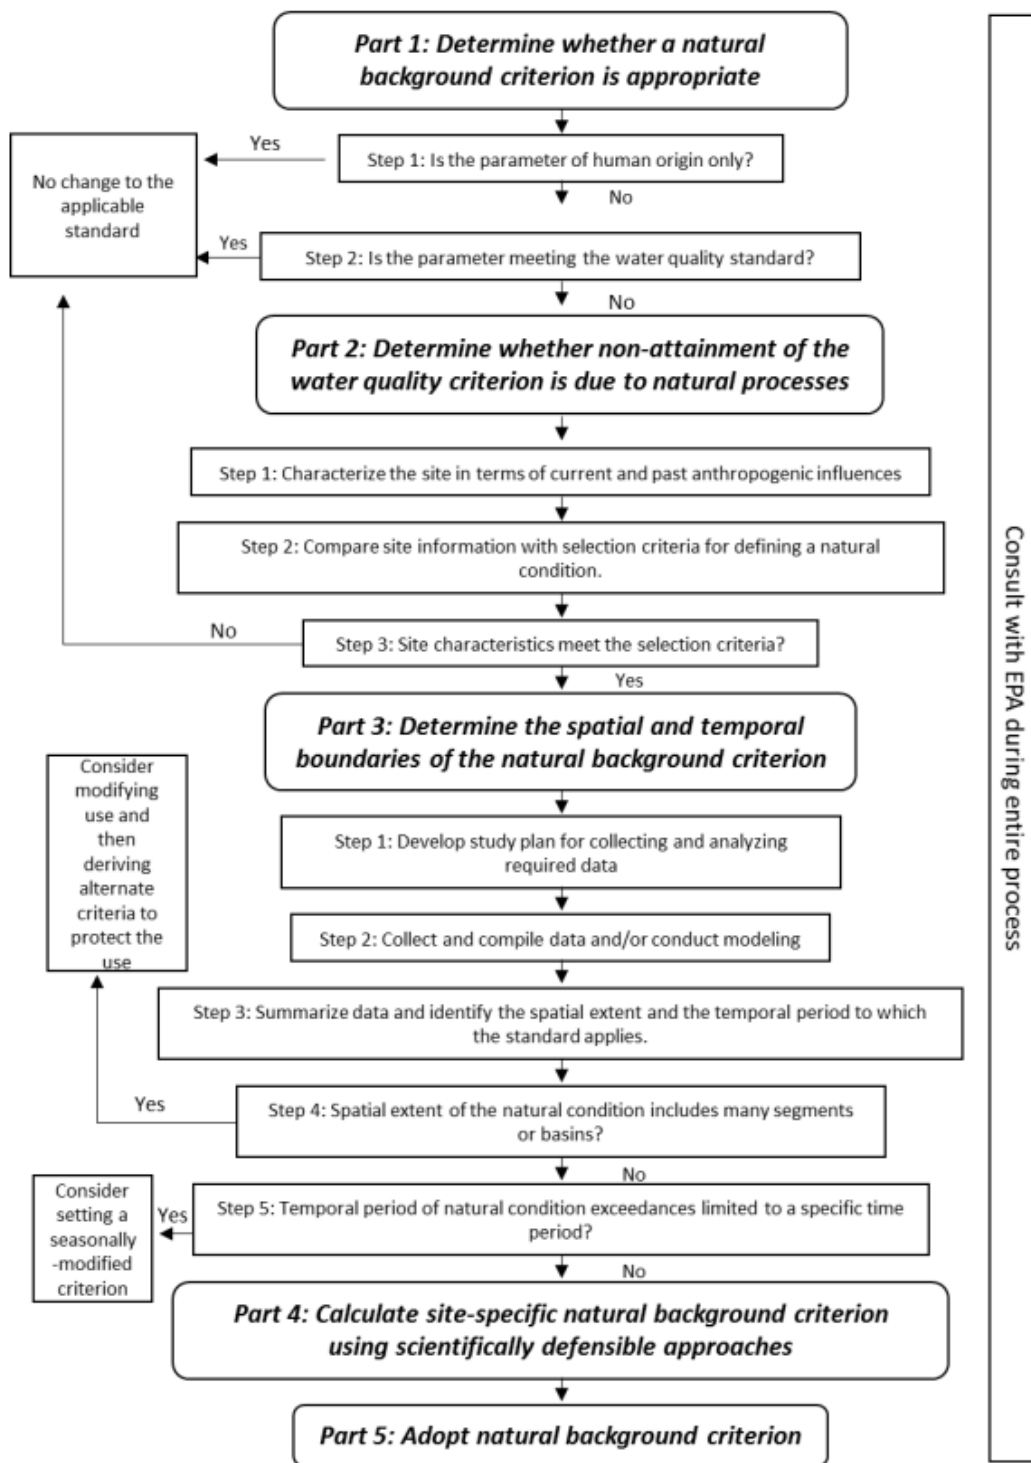 Part 1: Determine whether a natural
background criterion is appropriate
Yes
Step 1: Is the parameter of human origin only?
No change to the
applicable
standard
No
Yes
Step 2: Is the parameter meeting the water quality standard?
No
Part 2: Determine whether non-attainment of the
water quality criterion is due to natural processes
Step 1: Characterize the site in terms of current and past anthropogenic influences
Step 2: Compare site information with selection criteria for defining a natural
condition.
No
Step 3: Site characteristics meet the selection criteria?
Yes
Part 3: Determine the spatial and temporal
boundaries of the natural background criterion
Consider
modifying
use and
then
deriving
alternate
criteria to
protect the
use
Step 1: Develop study plan for collecting and analyzing
required data
Step 2: Collect and compile data and/or conduct modeling
Step 3: Summarize data and identify the spatial extent and the temporal period to which
the standard applies.
Yes
Step 4: Spatial extent of the natural condition includes many segments
or basins?
No
Consider
setting a
seasonally
-modified
criterion
Yes
Step 5: Temporal period of natural condition exceedances limited to a specific time
period?
No
Part 4: Calculate site-specific natural background criterion
using scientifically defensible approaches
Part 5: Adopt natural background criterion
Consult with EPA during entire process